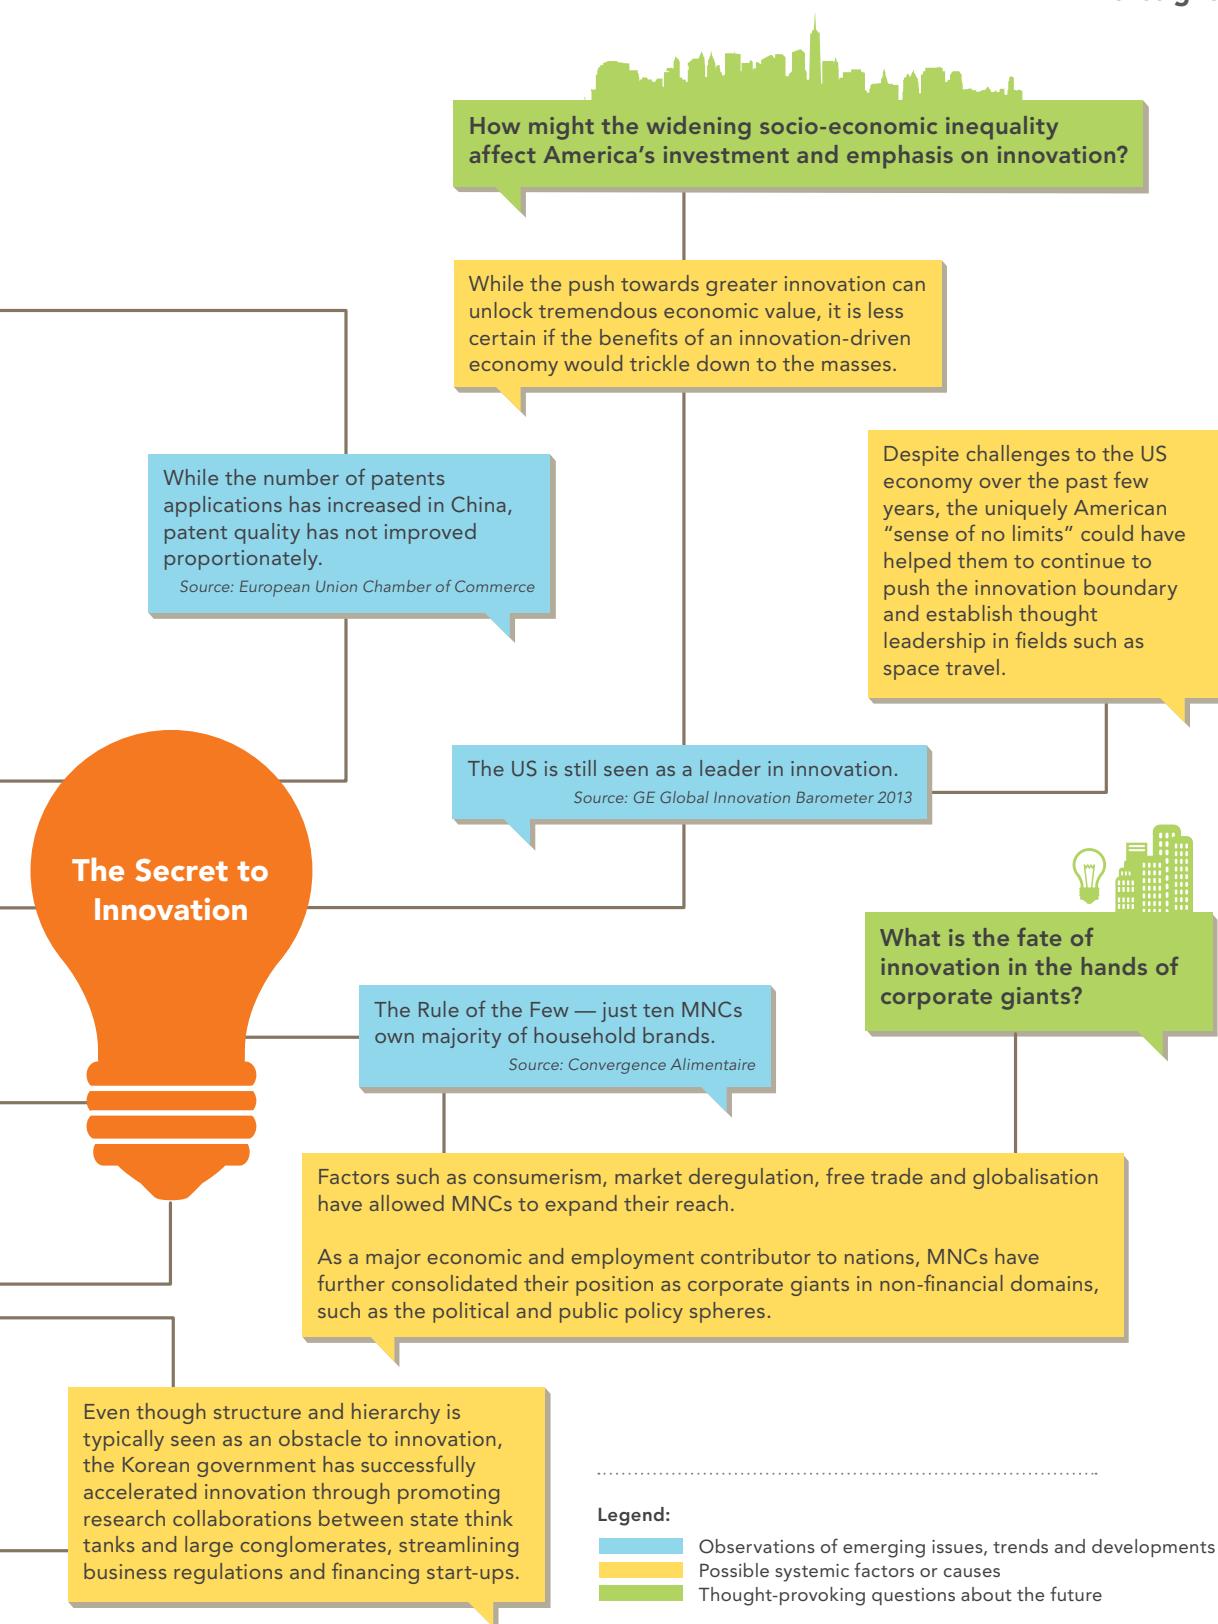 How might the widening socio-economic inequality
affect America’s investment and emphasis on innovation?
While the push towards greater innovation can
unlock tremendous economic value, it is less
certain if the benefits of an innovation-driven
economy would trickle down to the masses.
Despite challenges to the US
economy over the past few
years, the uniquely American
“sense of no limits” could have
helped them to continue to
push the innovation boundary
and establish thought
leadership in fields such as
space travel.
While the number of patents
applications has increased in China,
patent quality has not improved
proportionately.
Source: European Union Chamber of Commerce
The US is still seen as a leader in innovation.
Source: GE Global Innovation Barometer 2013
The Secret to
Innovation
What is the fate of
innovation in the hands of
corporate giants?
The Rule of the Few — just ten MNCs
own majority of household brands.
Source: Convergence Alimentaire
Factors such as consumerism, market deregulation, free trade and globalisation
have allowed MNCs to expand their reach.
As a major economic and employment contributor to nations, MNCs have
further consolidated their position as corporate giants in non-financial domains,
such as the political and public policy spheres.
Even though structure and hierarchy is
typically seen as an obstacle to innovation,
the Korean government has successfully
accelerated innovation through promoting
research collaborations between state think
tanks and large conglomerates, streamlining
business regulations and financing start-ups.
Legend:
Observations of emerging issues, trends and developments
Possible systemic factors or causes
Thought-provoking questions about the future